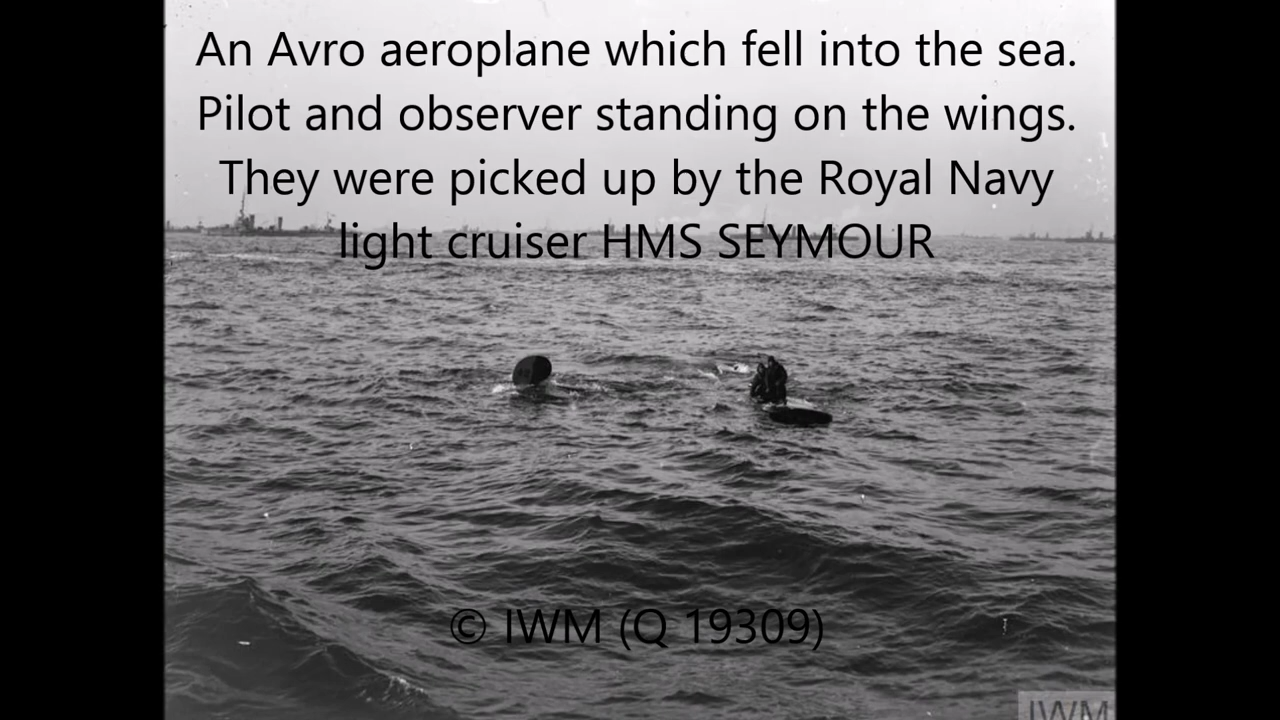 An Avro aeroplane which fell into the sea.
Pilot and observer standing on the wings.
They were picked up by the Royal Navy
light cruiser HMS SEYMOUR
© IWM (Q 19309)
IWM